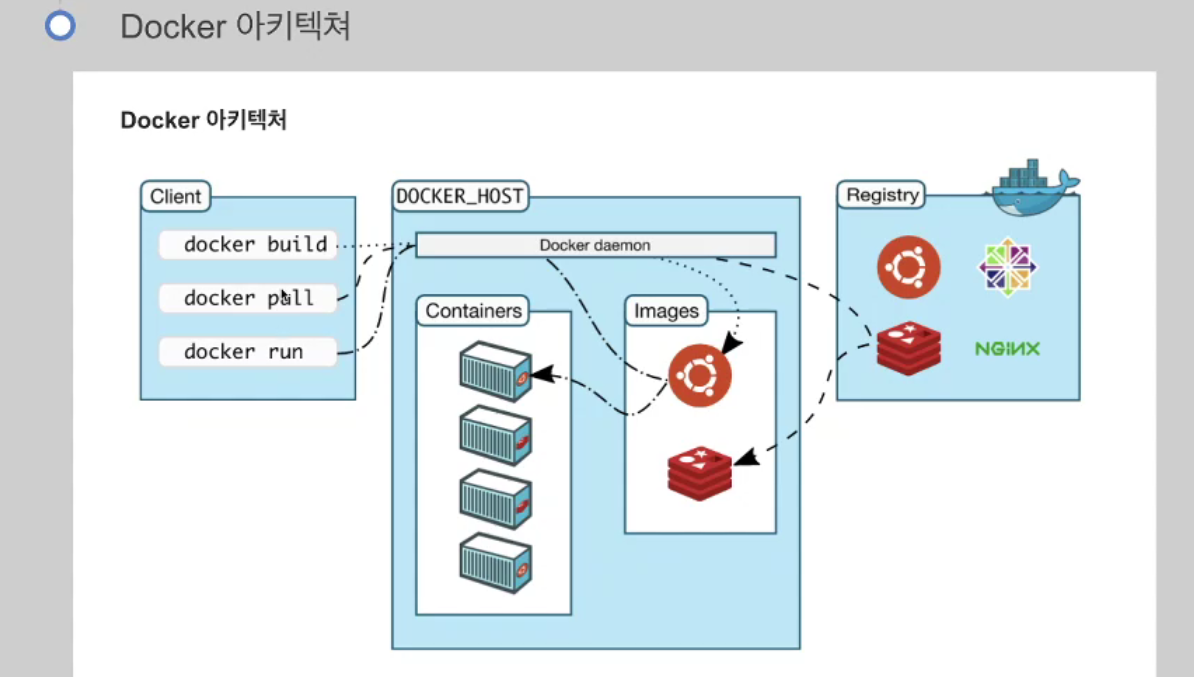 Docker 아키텍쳐
Docker 아키텍처
Client
docker build
docker pull
docker run
DOCKER_HOST
Docker daemon
Containers
Images
Registry
NGINX